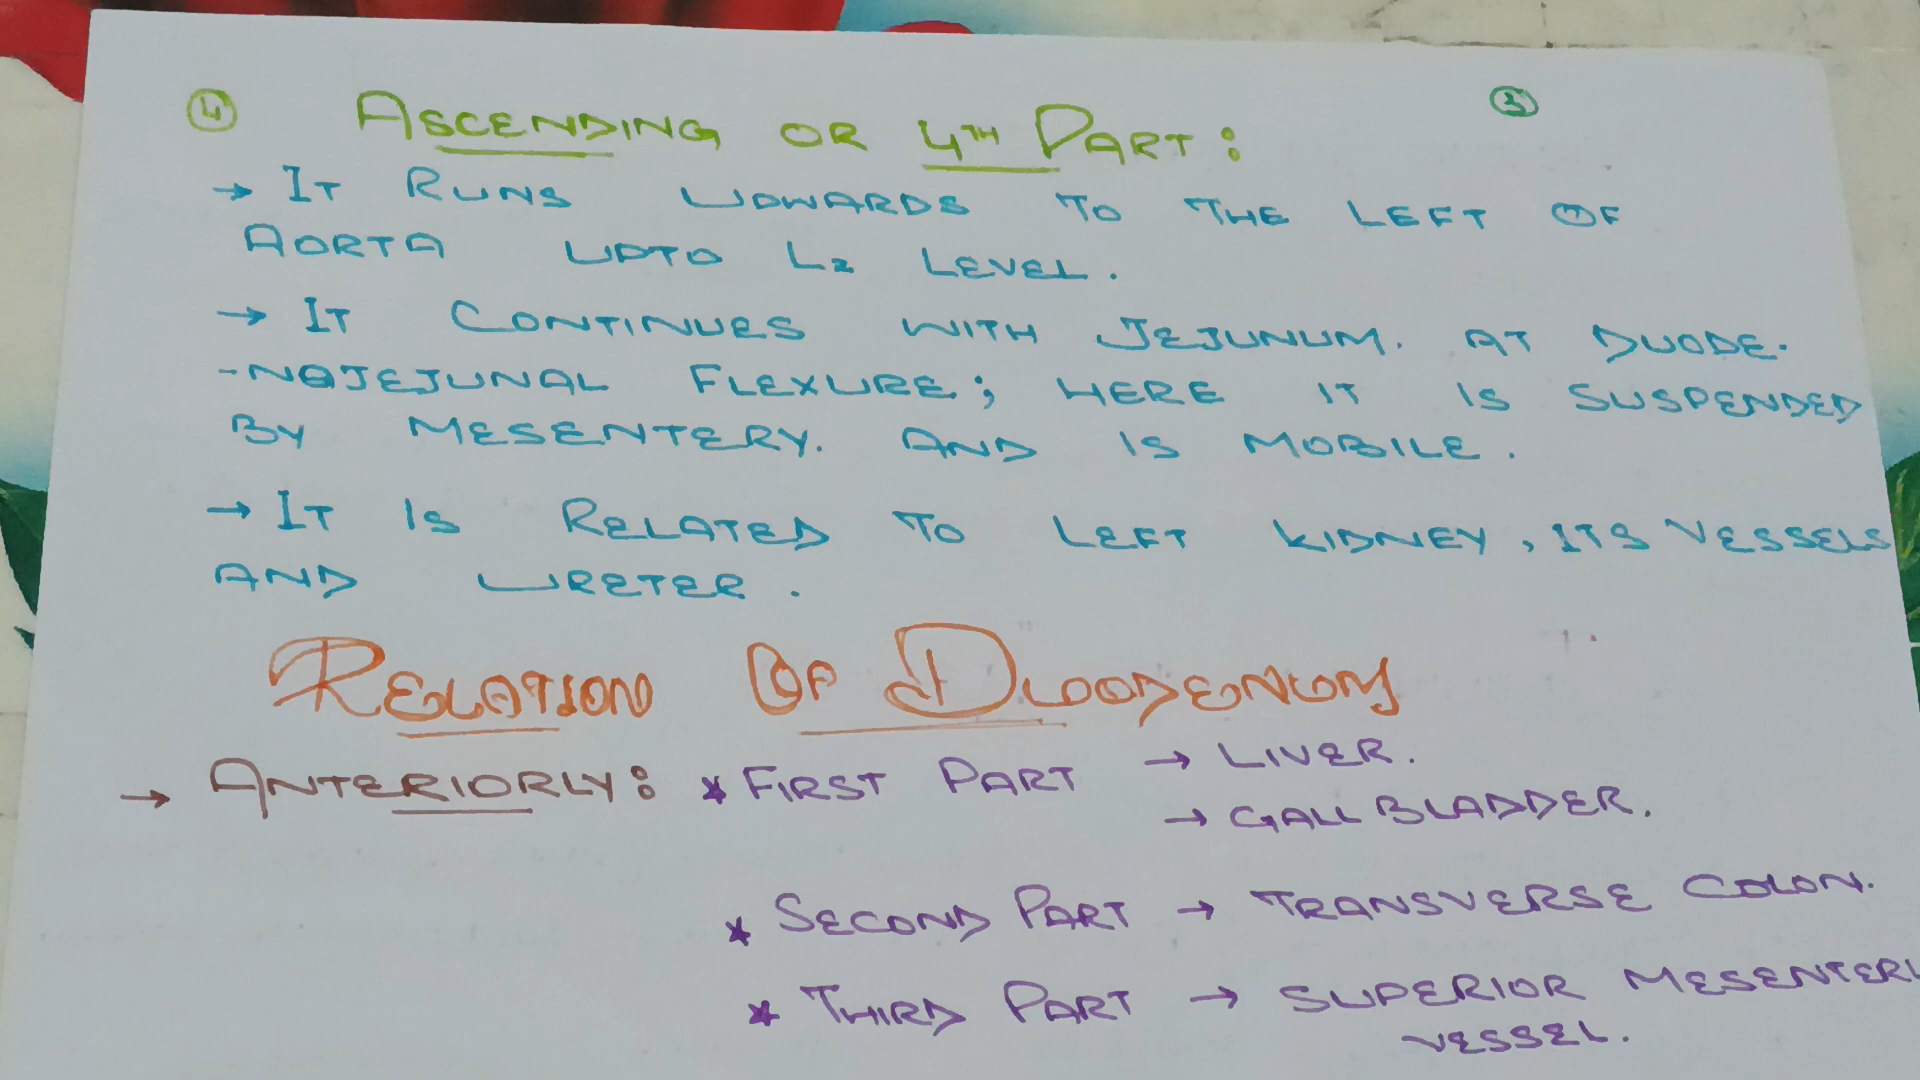 ④ ASCENDING OR 4TH PART: ③
→ IT RUNS UPWARDS TO THE LEFT OF
AORTA UPTO L2 LEVEL.
→ IT CONTINUES WITH JEJUNUM. AT DUODE-
-NOJEJUNAL FLEXURE; HERE IT IS SUSPENDED
BY MESENTERY. AND IS MOBILE.
→ IT IS RELATED TO LEFT KIDNEY, ITS VESSELS
AND URETER.
RELATION OF DUODENUM
→ ANTERIORLY: * FIRST PART → LIVER.
→ GALL BLADDER.
* SECOND PART → TRANSVERSE COLON.
* THIRD PART → SUPERIOR MESENTERI
VESSEL.